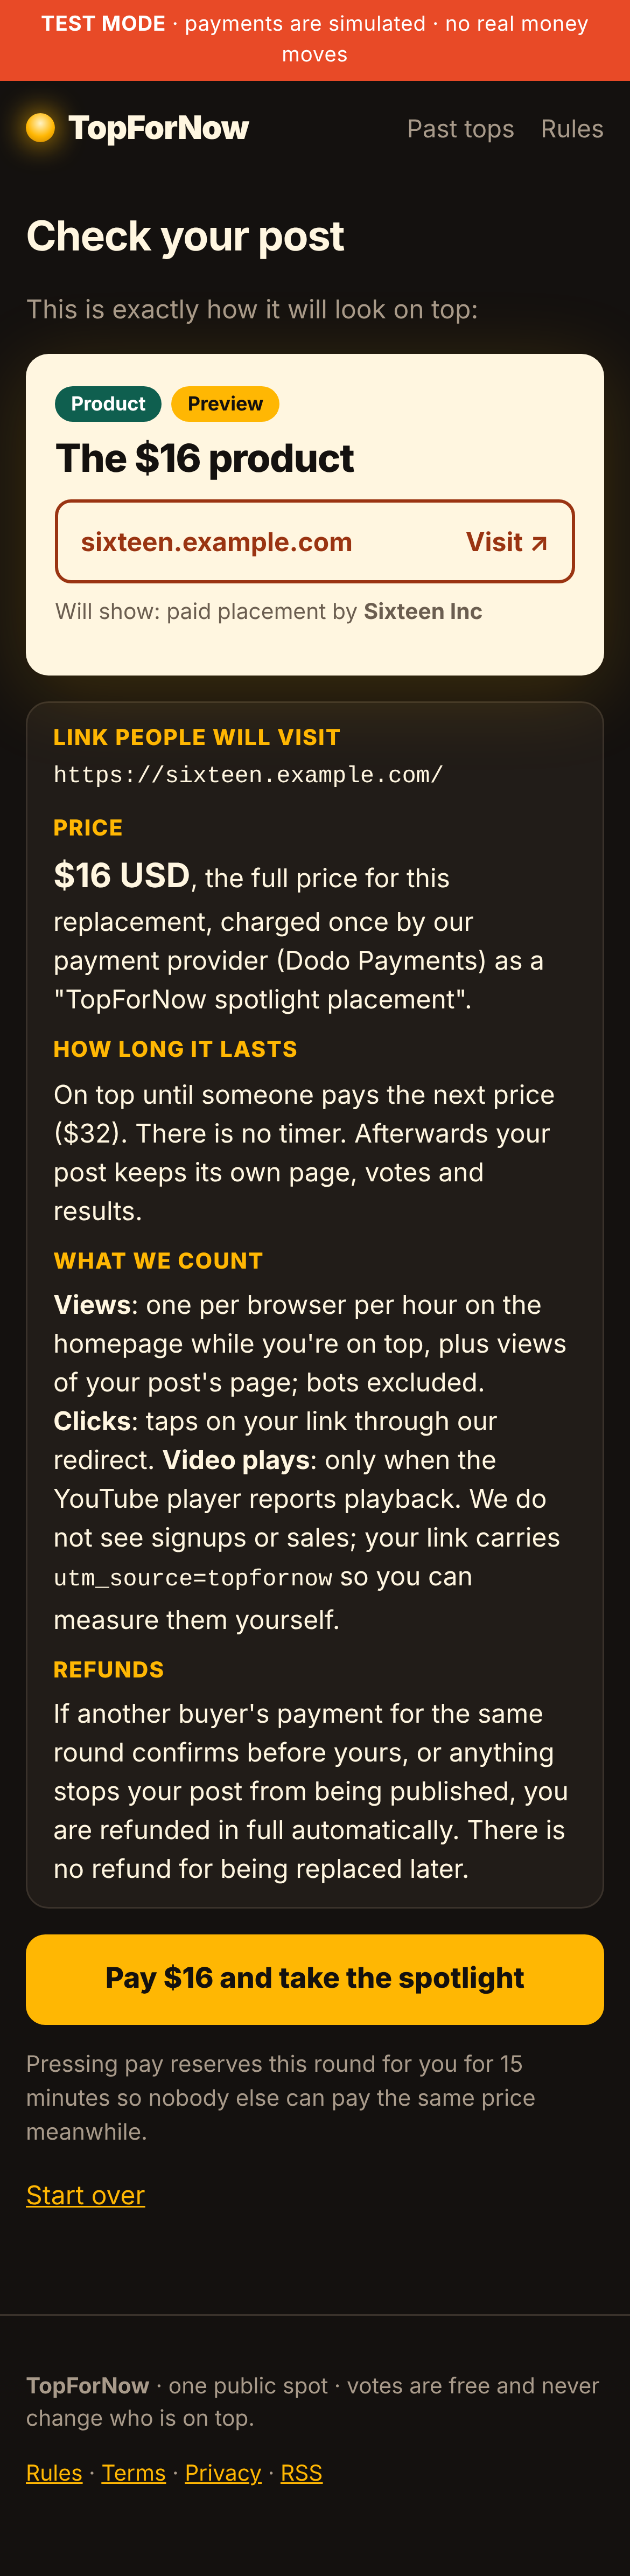 TEST MODE · payments are simulated · no real money
moves
TopForNow
Past tops
Rules
Check your post
This is exactly how it will look on top:
Product
Preview
The $16 product
sixteen.example.com
Visit ↗
Will show: paid placement by Sixteen Inc
LINK PEOPLE WILL VISIT
https://sixteen.example.com/
PRICE
$16 USD, the full price for this
replacement, charged once by our
payment provider (Dodo Payments) as a
"TopForNow spotlight placement".
HOW LONG IT LASTS
On top until someone pays the next price
($32). There is no timer. Afterwards your
post keeps its own page, votes and
results.
WHAT WE COUNT
Views: one per browser per hour on the
homepage while you're on top, plus views
of your post's page; bots excluded.
Clicks: taps on your link through our
redirect. Video plays: only when the
YouTube player reports playback. We do
not see signups or sales; your link carries
utm_source=topfornow so you can
measure them yourself.
REFUNDS
If another buyer's payment for the same
round confirms before yours, or anything
stops your post from being published, you
are refunded in full automatically. There is
no refund for being replaced later.
Pay $16 and take the spotlight
Pressing pay reserves this round for you for 15
minutes so nobody else can pay the same price
meanwhile.
Start over
TopForNow · one public spot · votes are free and never
change who is on top.
Rules · Terms · Privacy · RSS